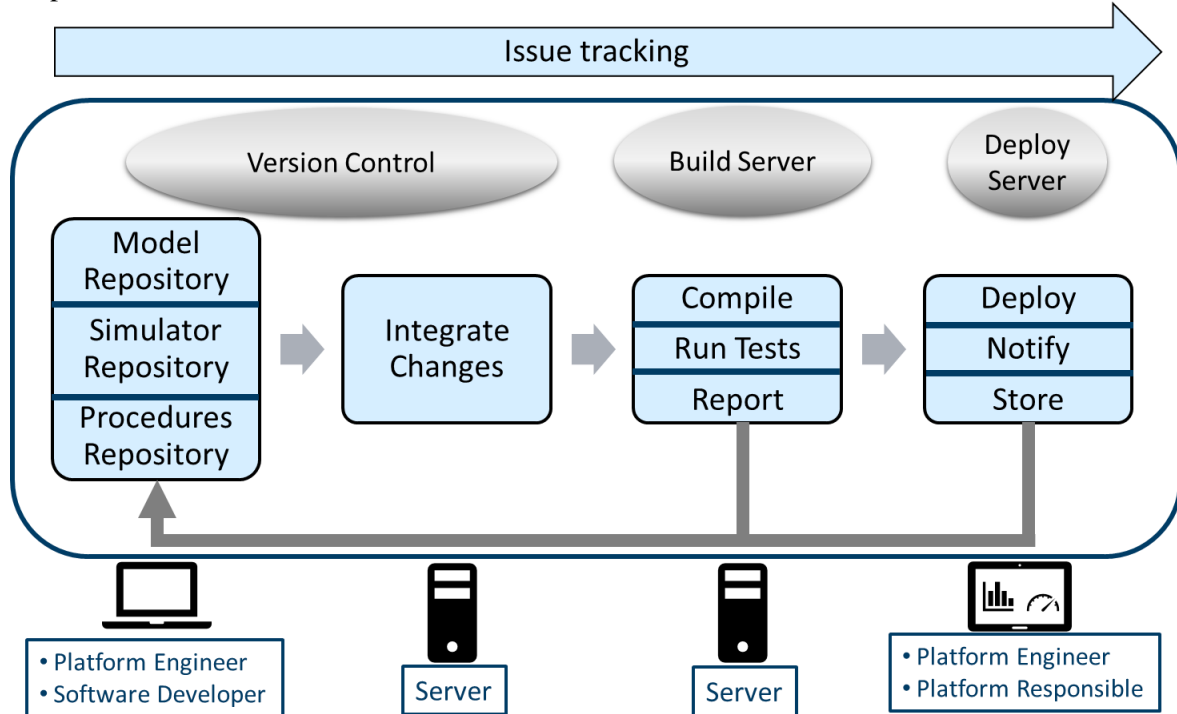 Issue tracking
Version Control
Build Server
Deploy
Server
Model
Repository
Simulator
Repository
Procedures
Repository
Integrate
Changes
Compile
Run Tests
Report
Deploy
Notify
Store
• Platform Engineer
• Software Developer
Server
Server
• Platform Engineer
• Platform Responsible